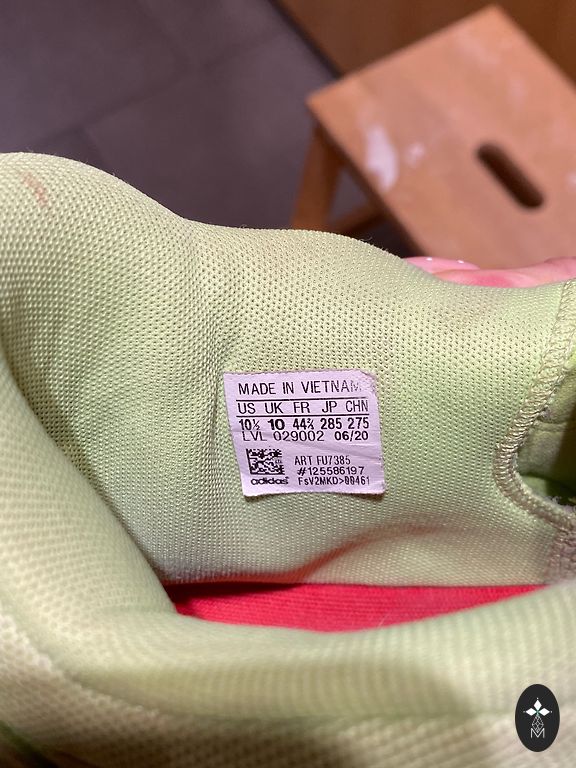 MADE IN VIETNAM
US UK FR JP CHN
10½ 10 44⅔ 285 275
LVL 029002 06/20
ART FU7385
#125586197
adidas® FsV2MKD>00461
M